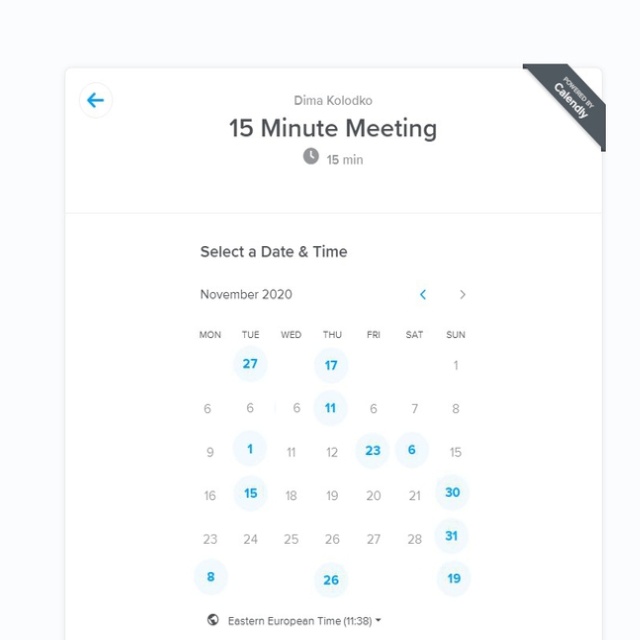 POWERED BY
Calendly
Dima Kolodko
15 Minute Meeting
15 min
Select a Date & Time
November 2020
MON TUE WED THU FRI SAT SUN
27 17 1
6 6 6 11 6 7 8
9 1 11 12 23 6 15
16 15 18 19 20 21 30
23 24 25 26 27 28 31
8 26 19
Eastern European Time (11:38)